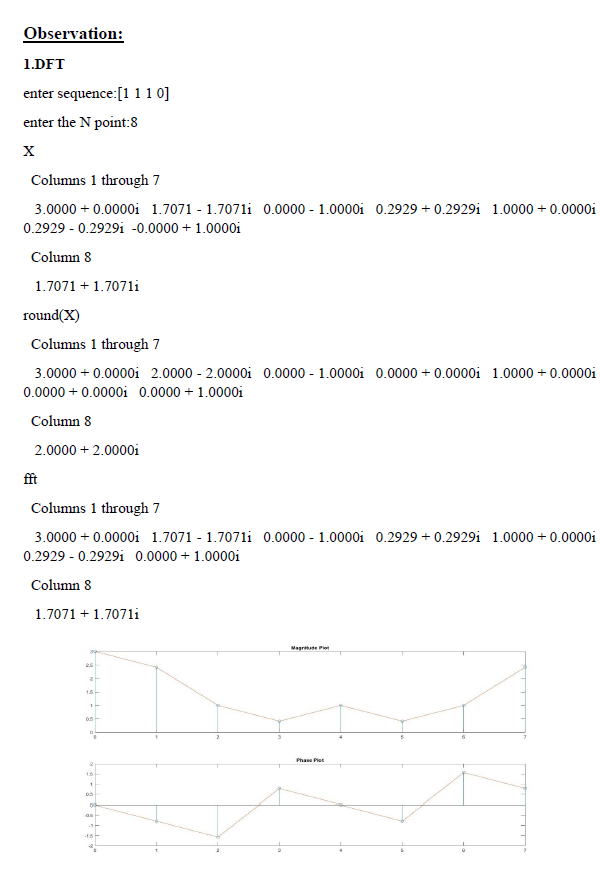 Observation:
1.DFT
enter sequence:[1 1 1 0]
enter the N point:8
X
Columns 1 through 7
3.0000 + 0.0000i 1.7071 - 1.7071i 0.0000 - 1.0000i 0.2929 + 0.2929i 1.0000 + 0.0000i
0.2929 - 0.2929i -0.0000 + 1.0000i
Column 8
1.7071 + 1.7071i
round(X)
Columns 1 through 7
3.0000 + 0.0000i 2.0000 - 2.0000i 0.0000 - 1.0000i 0.0000 + 0.0000i 1.0000 + 0.0000i
0.0000 + 0.0000i 0.0000 + 1.0000i
Column 8
2.0000 + 2.0000i
fft
Columns 1 through 7
3.0000 + 0.0000i 1.7071 - 1.7071i 0.0000 - 1.0000i 0.2929 + 0.2929i 1.0000 + 0.0000i
0.2929 - 0.2929i 0.0000 + 1.0000i
Column 8
1.7071 + 1.7071i
Magnitude Plot
3
2.5
2
1.5
1
0.5
0
0 1 2 3 4 5 6 7
Phase Plot
2
1.5
1
0.5
0
-0.5
-1
-1.5
-2
0 1 2 3 4 5 6 7